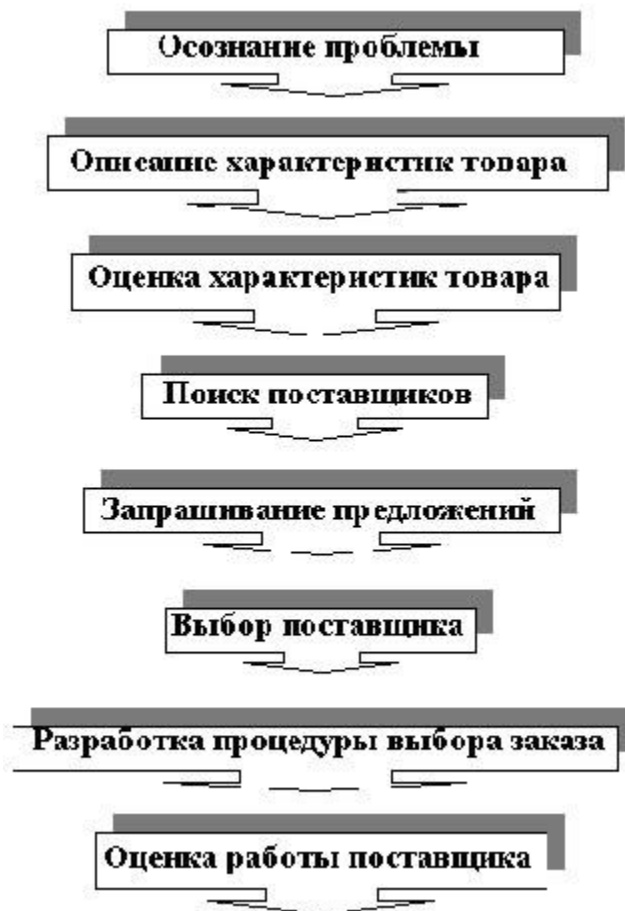 Осознание проблемы
Описание характеристик товара
Оценка характеристик товара
Поиск поставщиков
Запрашивание предложений
Выбор поставщика
Разработка процедуры выбора заказа
Оценка работы поставщика